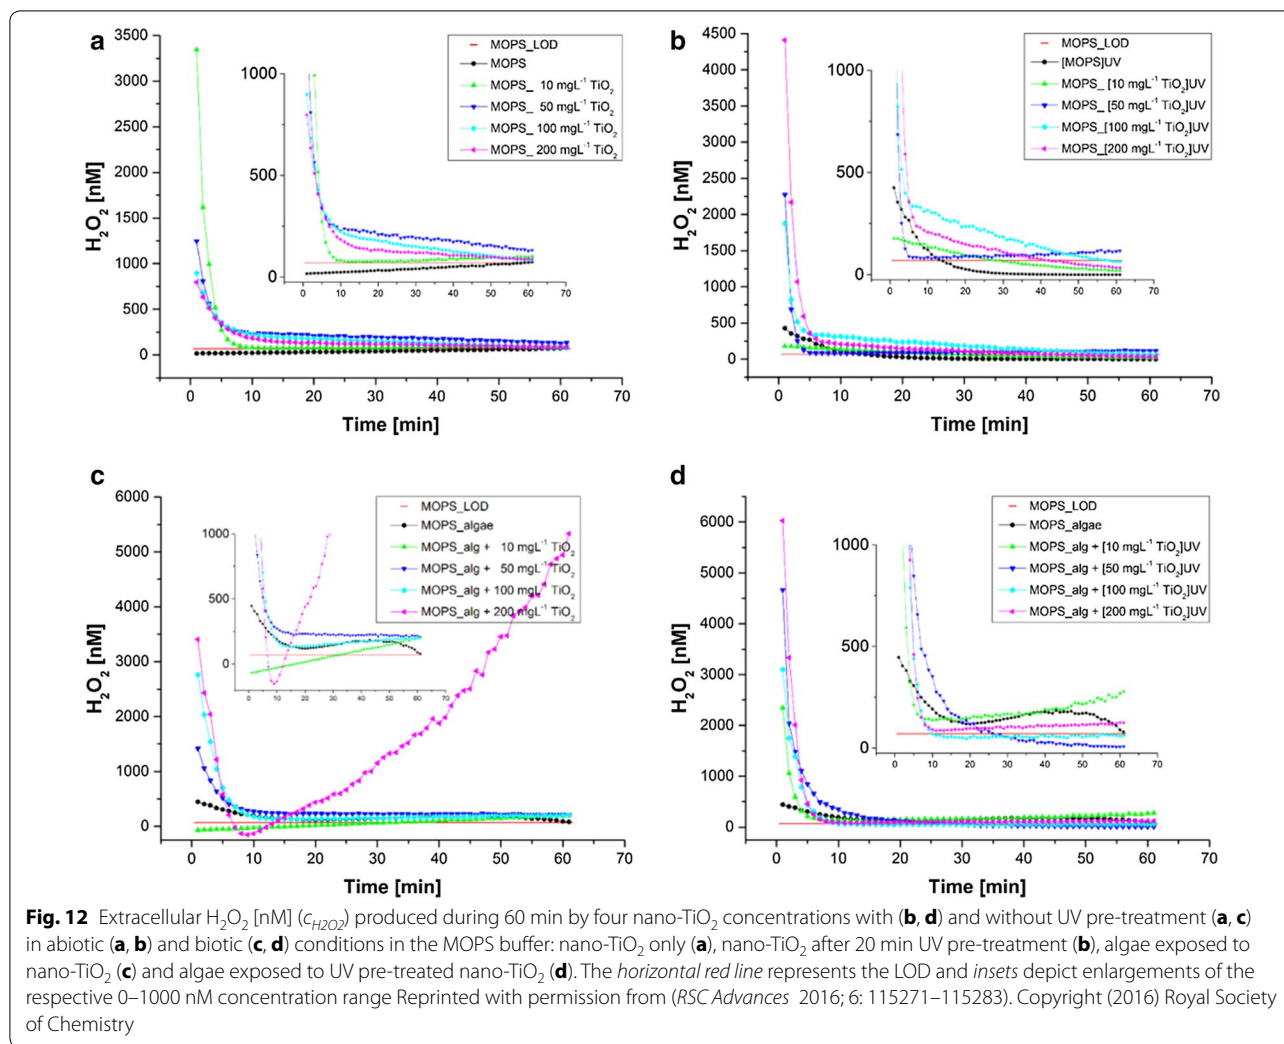 a
3500
3000
2500
2000
1500
1000
500
0
H₂O₂ [nM]
0 10 20 30 40 50 60 70
Time [min]
1000
500
0
0 10 20 30 40 50 60 70
MOPS_LOD
MOPS
MOPS_ 10 mgL⁻¹ TiO₂
MOPS_ 50 mgL⁻¹ TiO₂
MOPS_ 100 mgL⁻¹ TiO₂
MOPS_ 200 mgL⁻¹ TiO₂
b
4500
4000
3500
3000
2500
2000
1500
1000
500
0
H₂O₂ [nM]
0 10 20 30 40 50 60 70
Time [min]
1000
500
0
0 10 20 30 40 50 60 70
MOPS_LOD
[MOPS]UV
MOPS_ [10 mgL⁻¹ TiO₂]UV
MOPS_ [50 mgL⁻¹ TiO₂]UV
MOPS_[100 mgL⁻¹ TiO₂]UV
MOPS_[200 mgL⁻¹ TiO₂]UV
c
6000
5000
4000
3000
2000
1000
0
H₂O₂ [nM]
0 10 20 30 40 50 60 70
Time [min]
1000
500
0
0 10 20 30 40 50 60 70
MOPS_LOD
MOPS_algae
MOPS_alg + 10 mgL⁻¹ TiO₂
MOPS_alg + 50 mgL⁻¹ TiO₂
MOPS_alg + 100 mgL⁻¹ TiO₂
MOPS_alg + 200 mgL⁻¹ TiO₂
d
6000
5000
4000
3000
2000
1000
0
H₂O₂ [nM]
0 10 20 30 40 50 60 70
Time [min]
1000
500
0
0 10 20 30 40 50 60 70
MOPS_LOD
MOPS_algae
MOPS_alg + [10 mgL⁻¹ TiO₂]UV
MOPS_alg + [50 mgL⁻¹ TiO₂]UV
MOPS_alg + [100 mgL⁻¹ TiO₂]UV
MOPS_alg + [200 mgL⁻¹ TiO₂]UV
Fig. 12 Extracellular H₂O₂ [nM] (c_H2O2) produced during 60 min by four nano-TiO₂ concentrations with (b, d) and without UV pre-treatment (a, c)
in abiotic (a, b) and biotic (c, d) conditions in the MOPS buffer: nano-TiO₂ only (a), nano-TiO₂ after 20 min UV pre-treatment (b), algae exposed to
nano-TiO₂ (c) and algae exposed to UV pre-treated nano-TiO₂ (d). The horizontal red line represents the LOD and insets depict enlargements of the
respective 0–1000 nM concentration range Reprinted with permission from (RSC Advances 2016; 6: 115271–115283). Copyright (2016) Royal Society
of Chemistry